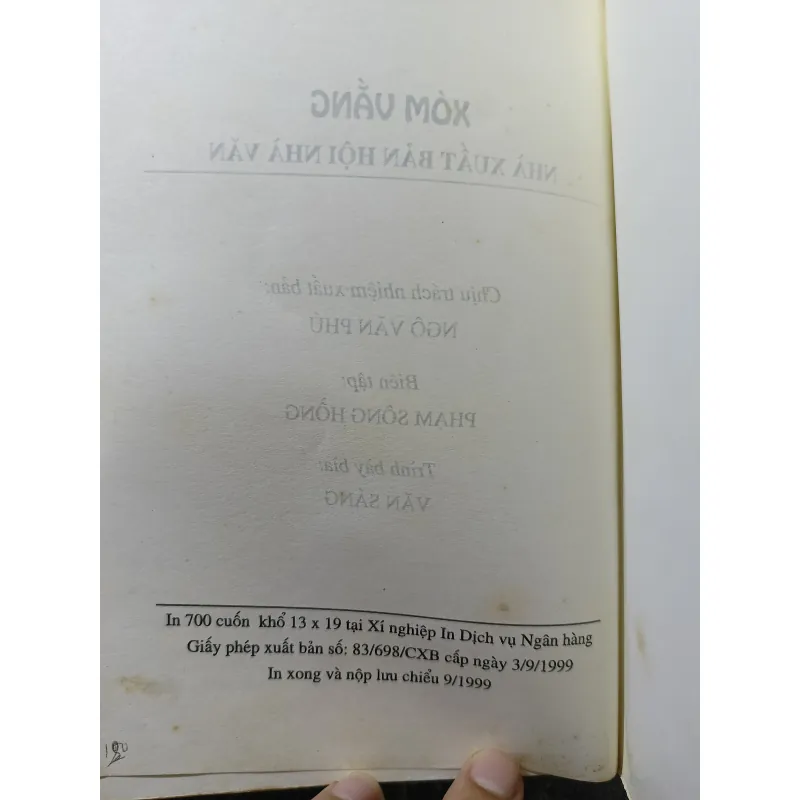 XÓM VẮNG
NHÀ XUẤT BẢN HỘI NHÀ VĂN
Chịu trách nhiệm xuất bản:
NGÔ VĂN PHÚ
Biên tập:
PHẠM SÔNG HỒNG
Trình bày bìa:
VĂN SÁNG
In 700 cuốn khổ 13 x 19 tại Xí nghiệp In Dịch vụ Ngân hàng
Giấy phép xuất bản số: 83/698/CXB cấp ngày 3/9/1999
In xong và nộp lưu chiểu 9/1999